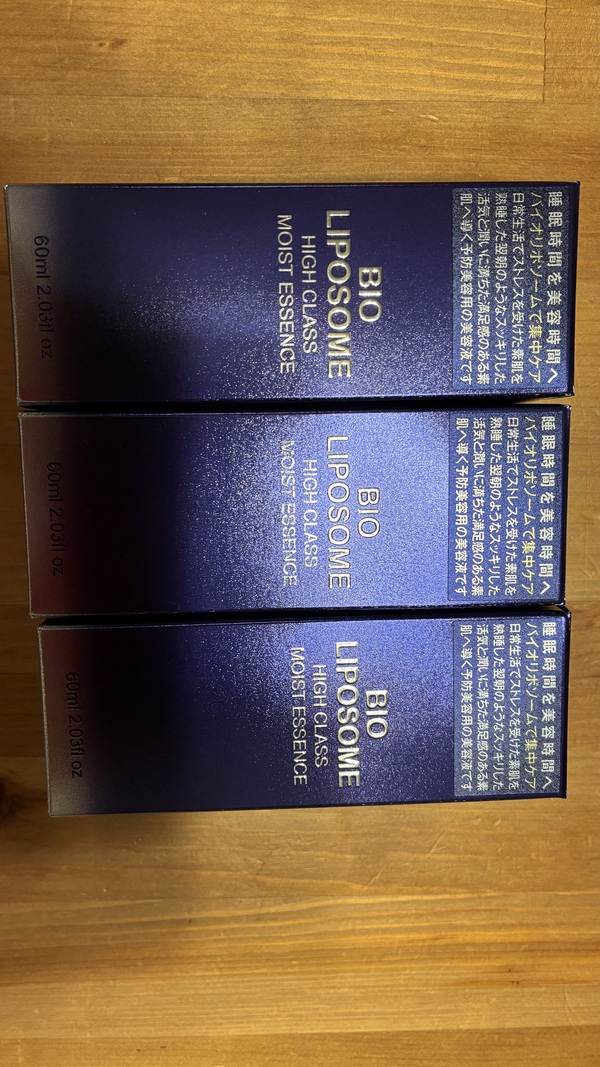 睡眠時間を美容時間へ
バイオリポソームで集中ケア
日常生活でストレスを受けた素肌を
熟睡した翌朝のようなスッキリした
活気と潤いに満ちた満足感のある素
肌へ導く予防美容用の美容液です
BIO
LIPOSOME
HIGH CLASS
MOIST ESSENCE
60ml 2.03fl oz
睡眠時間を美容時間へ
バイオリポソームで集中ケア
日常生活でストレスを受けた素肌を
熟睡した翌朝のようなスッキリした
活気と潤いに満ちた満足感のある素
肌へ導く予防美容用の美容液です
BIO
LIPOSOME
HIGH CLASS
MOIST ESSENCE
60ml 2.03fl oz
睡眠時間を美容時間へ
バイオリポソームで集中ケア
日常生活でストレスを受けた素肌を
熟睡した翌朝のようなスッキリした
活気と潤いに満ちた満足感のある素
肌へ導く予防美容用の美容液です
BIO
LIPOSOME
HIGH CLASS
MOIST ESSENCE
60ml 2.03fl oz